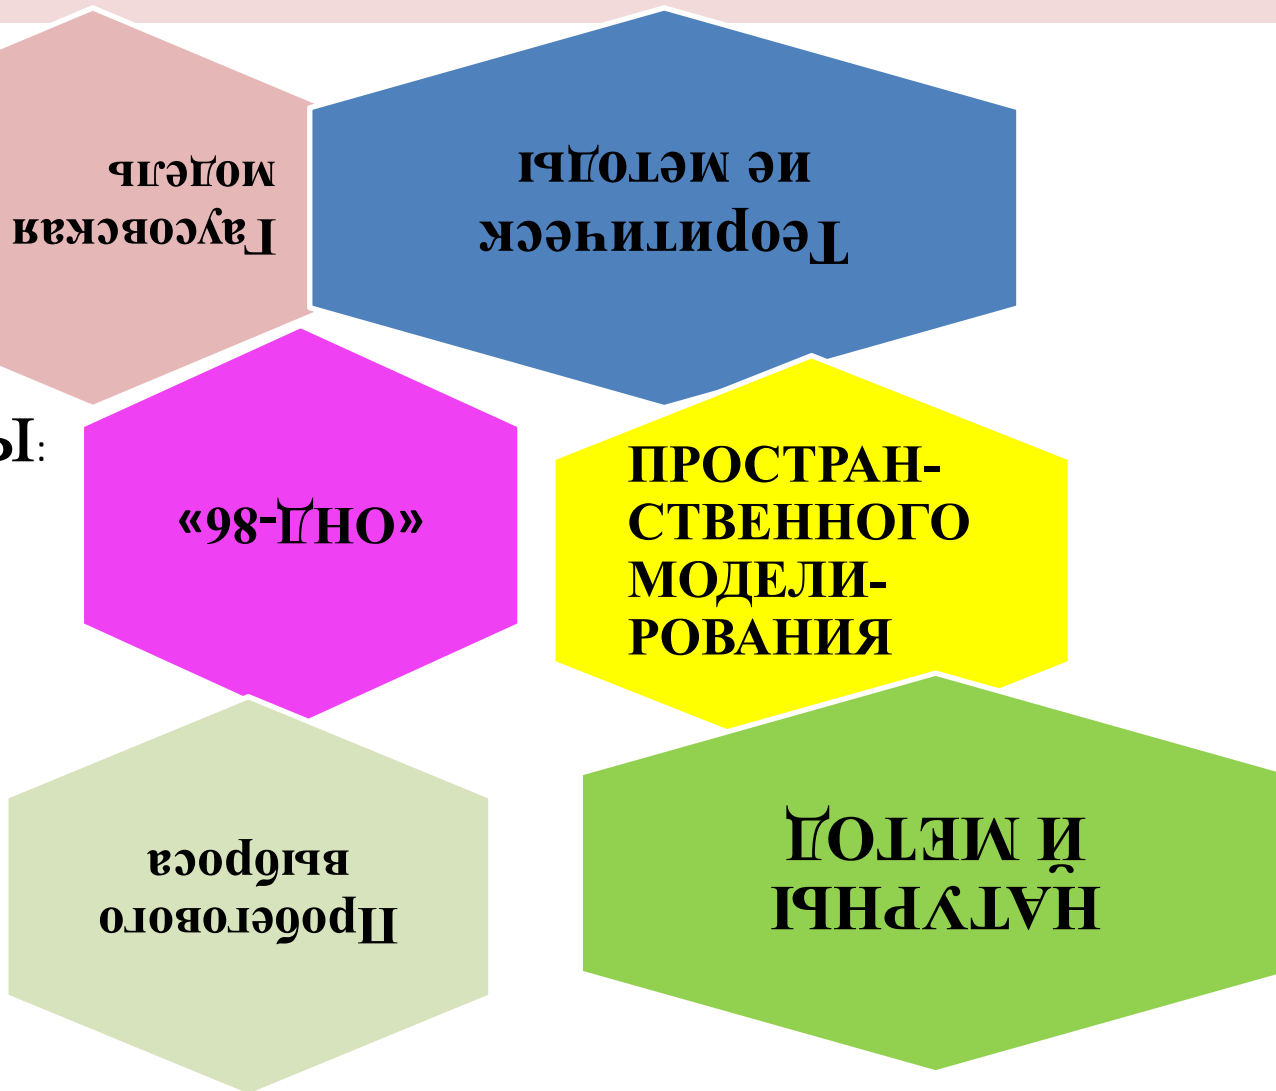 Гаусовская
модель
Теоритическ
ие методы
Ы:
«ОНД-86»
ПРОСТРАН-
СТВЕННОГО
МОДЕЛИ-
РОВАНИЯ
Пробегового
выброса
НАТУРНЫ
Й МЕТОД